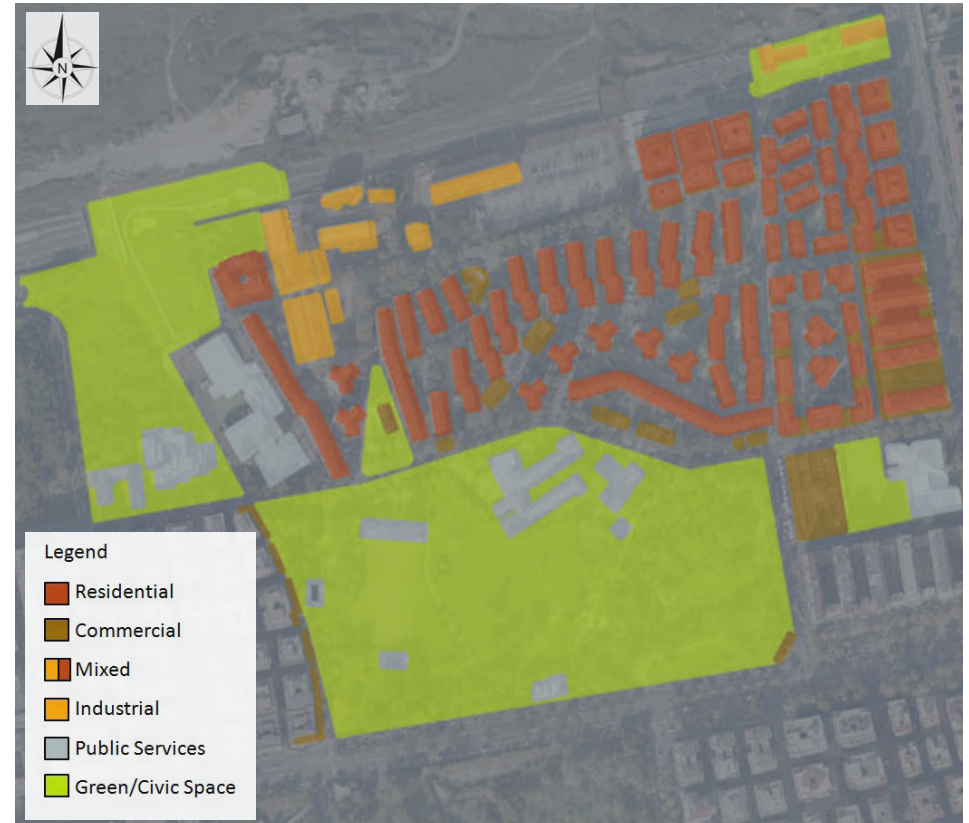 N
Legend
Residential
Commercial
Mixed
Industrial
Public Services
Green/Civic Space